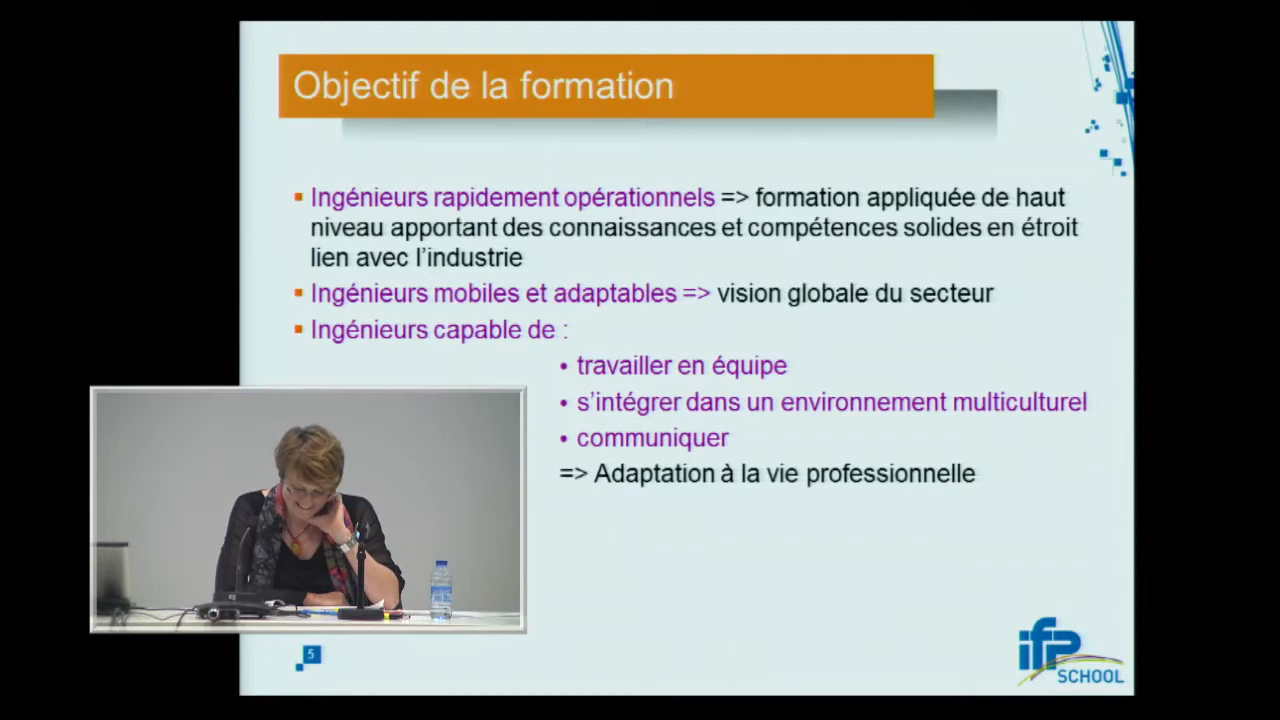 Objectif de la formation
Ingénieurs rapidement opérationnels => formation appliquée de haut
niveau apportant des connaissances et compétences solides en étroit
lien avec l'industrie
Ingénieurs mobiles et adaptables => vision globale du secteur
Ingénieurs capable de :
• travailler en équipe
• s'intégrer dans un environnement multiculturel
• communiquer
=> Adaptation à la vie professionnelle
5
ifp
SCHOOL